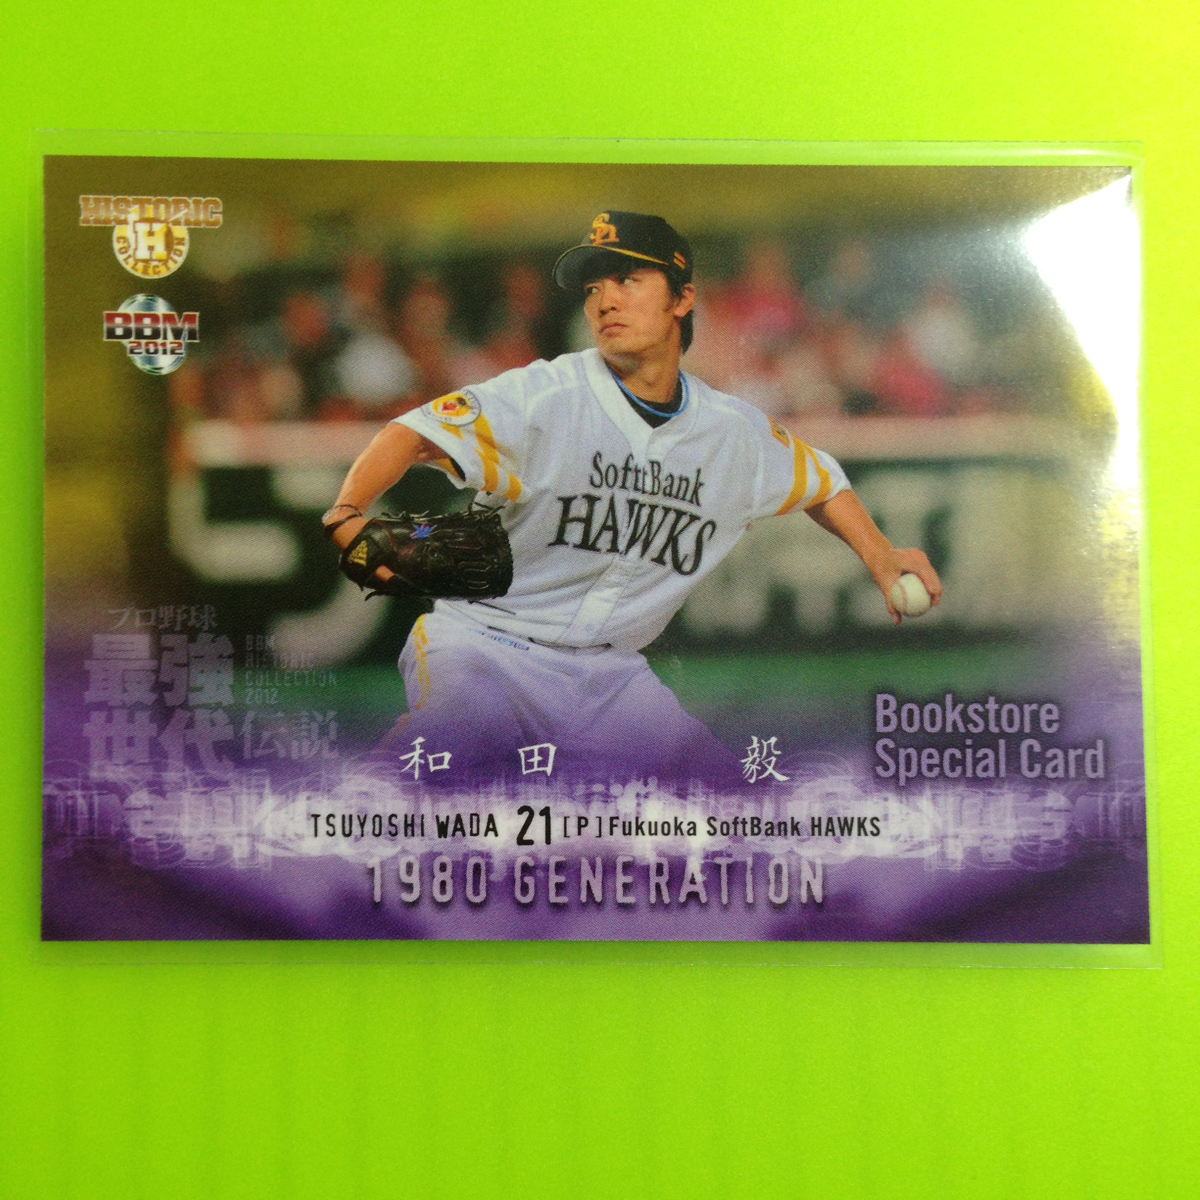 HISTORIC
H
COLLECTION
BBM
2012
SH
SoftBank
HAWKS
プロ野球
最強
世代伝説
BBM
HISTORIC
COLLECTION
2012
Bookstore
Special Card
和田 毅
TSUYOSHI WADA 21 [P] Fukuoka SoftBank HAWKS
1980 GENERATION